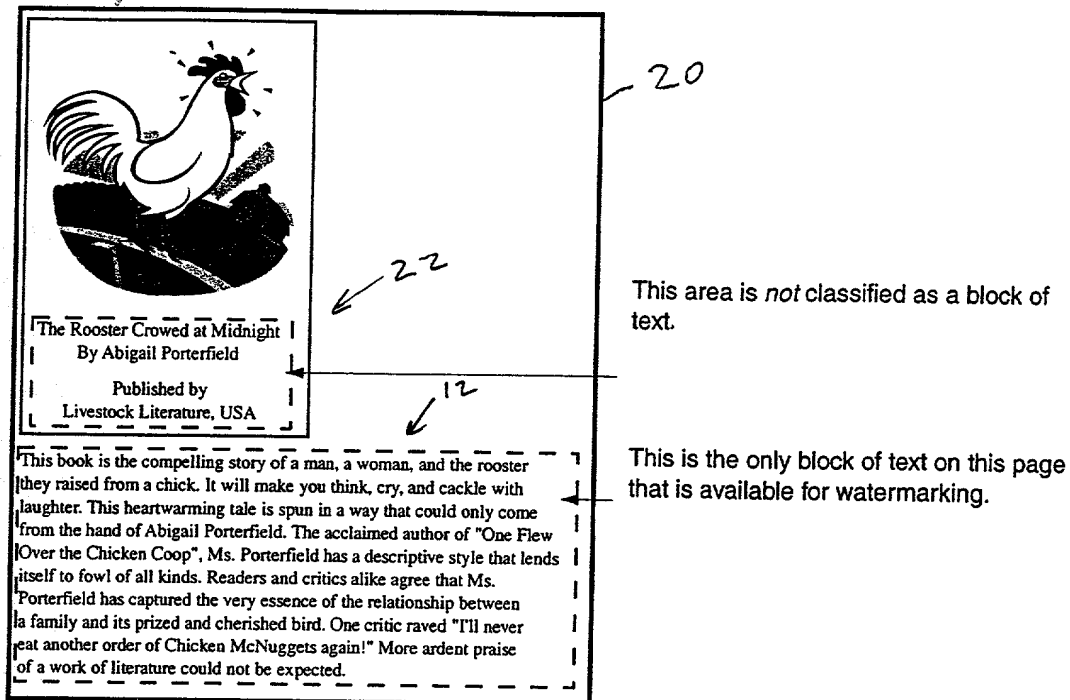 20
22
This area is not classified as a block of
text.
The Rooster Crowed at Midnight
By Abigail Porterfield
Published by
Livestock Literature, USA
12
This book is the compelling story of a man, a woman, and the rooster
they raised from a chick. It will make you think, cry, and cackle with
laughter. This heartwarming tale is spun in a way that could only come
from the hand of Abigail Porterfield. The acclaimed author of "One Flew
Over the Chicken Coop", Ms. Porterfield has a descriptive style that lends
itself to fowl of all kinds. Readers and critics alike agree that Ms.
Porterfield has captured the very essence of the relationship between
a family and its prized and cherished bird. One critic raved "I'll never
eat another order of Chicken McNuggets again!" More ardent praise
of a work of literature could not be expected.
This is the only block of text on this page
that is available for watermarking.